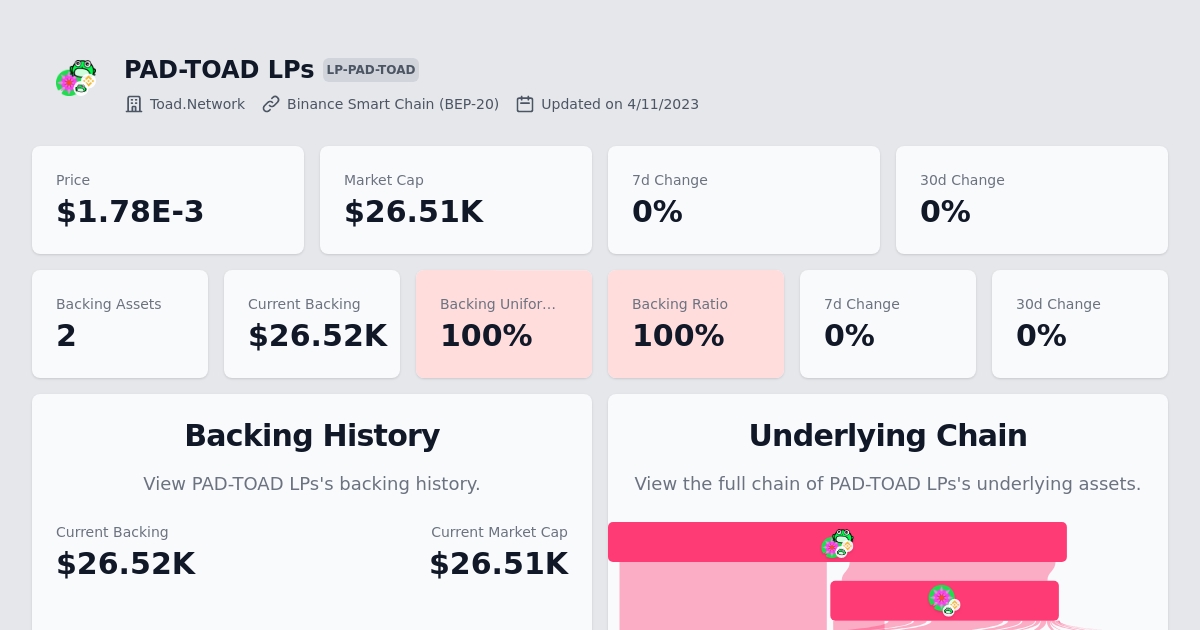 PAD-TOAD LPs LP-PAD-TOAD
Toad.Network Binance Smart Chain (BEP-20) Updated on 4/11/2023
Price
$1.78E-3
Market Cap
$26.51K
7d Change
0%
30d Change
0%
Backing Assets
2
Current Backing
$26.52K
Backing Unifor...
100%
Backing Ratio
100%
7d Change
0%
30d Change
0%
Backing History
View PAD-TOAD LPs's backing history.
Current Backing
$26.52K
Current Market Cap
$26.51K
Underlying Chain
View the full chain of PAD-TOAD LPs's underlying assets.